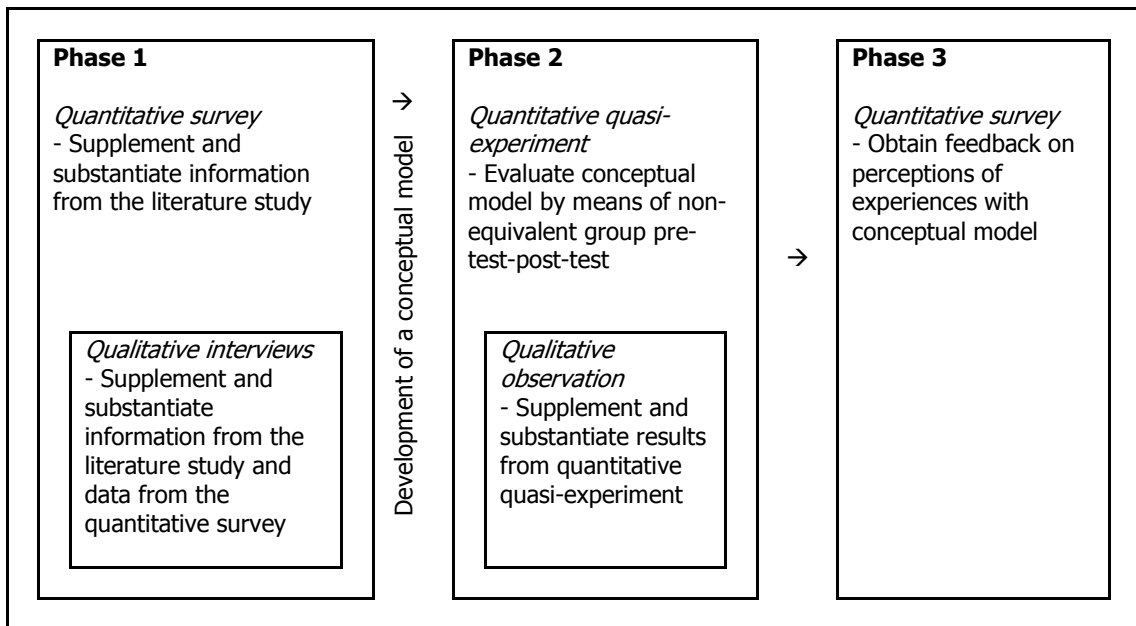 Phase 1
Quantitative survey
- Supplement and
substantiate information
from the literature study
Qualitative interviews
- Supplement and
substantiate
information from the
literature study and
data from the
quantitative survey
Development of a conceptual model →
Phase 2
Quantitative quasi-
experiment
- Evaluate conceptual
model by means of non-
equivalent group pre-
test-post-test
Qualitative
observation
- Supplement and
substantiate results
from quantitative
quasi-experiment
→
Phase 3
Quantitative survey
- Obtain feedback on
perceptions of
experiences with
conceptual model